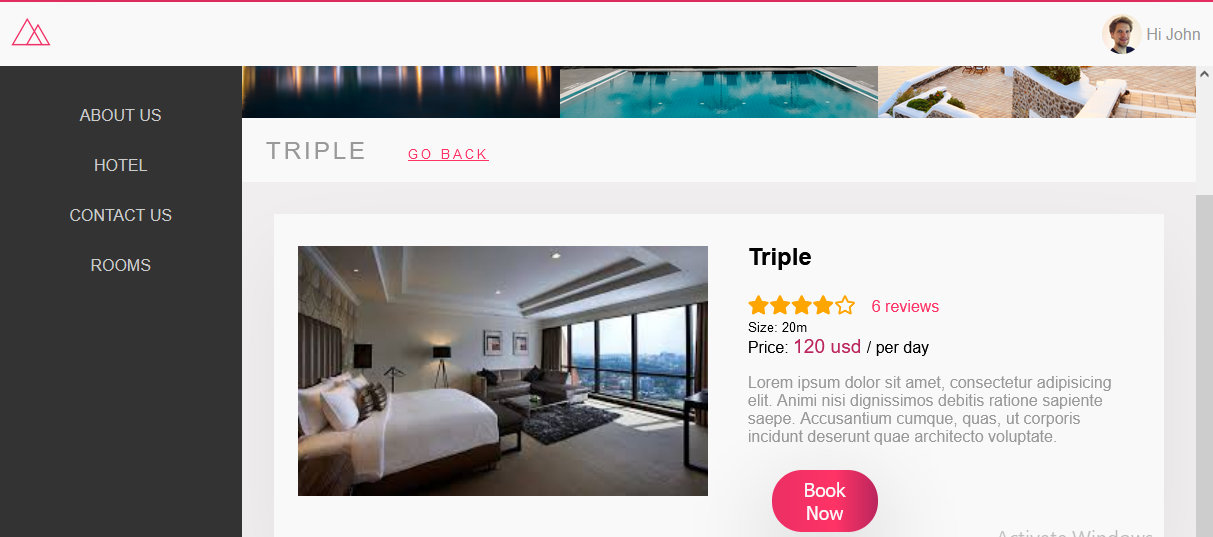 Hi John
ABOUT US
HOTEL
CONTACT US
ROOMS
TRIPLE GO BACK
Triple
6 reviews
Size: 20m
Price: 120 usd / per day
Lorem ipsum dolor sit amet, consectetur adipisicing
elit. Animi nisi dignissimos debitis ratione sapiente
saepe. Accusantium cumque, quas, ut corporis
incidunt deserunt quae architecto voluptate.
Book
Now
Activate Windows